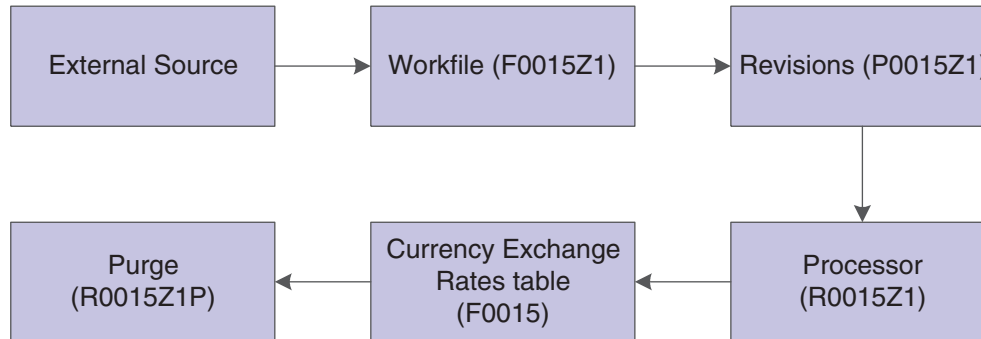 External Source
Workfile (F0015Z1)
Revisions (P0015Z1)
Processor
(R0015Z1)
Currency Exchange
Rates table
(F0015)
Purge
(R0015Z1P)